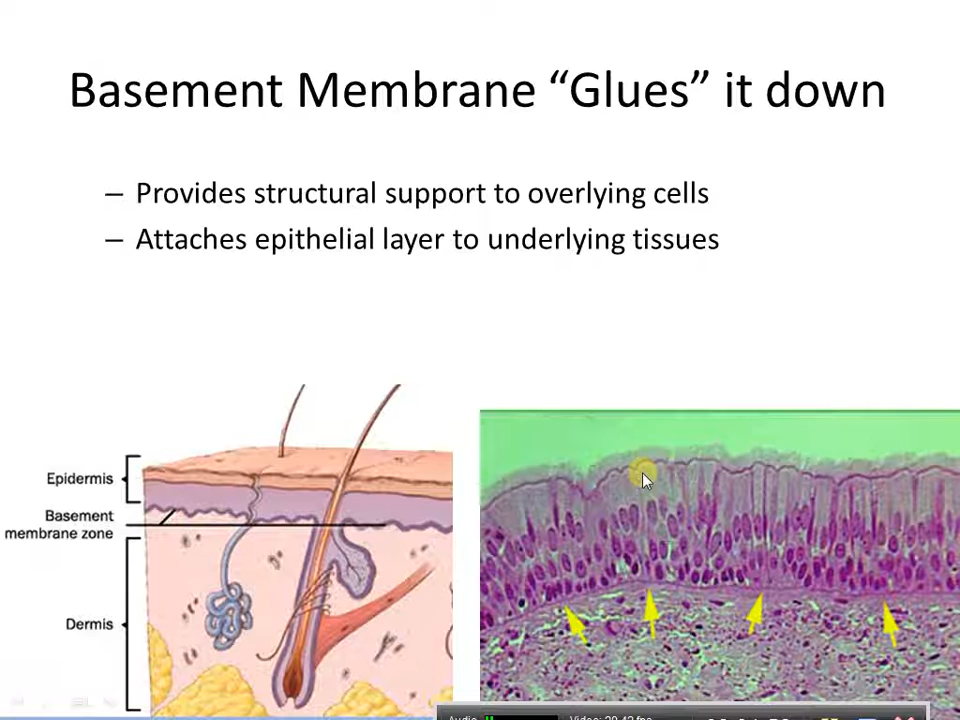 Basement Membrane “Glues” it down
– Provides structural support to overlying cells
– Attaches epithelial layer to underlying tissues
Epidermis
Basement
membrane zone
Dermis
Audio